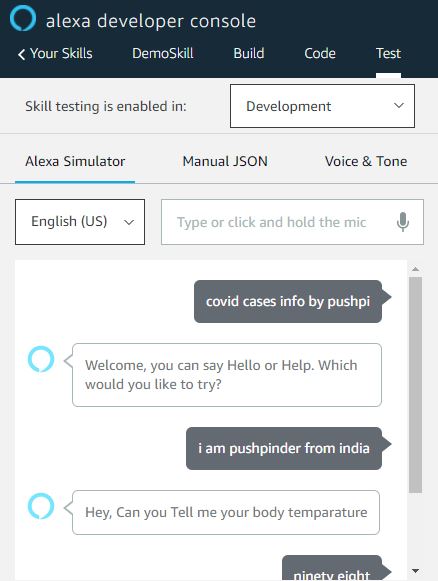 alexa developer console
Your Skills DemoSkill Build Code Test
Skill testing is enabled in: Development
Alexa Simulator Manual JSON Voice & Tone
English (US) Type or click and hold the mic
covid cases info by pushpi
Welcome, you can say Hello or Help. Which
would you like to try?
i am pushpinder from india
Hey, Can you Tell me your body temparature
ninety eight